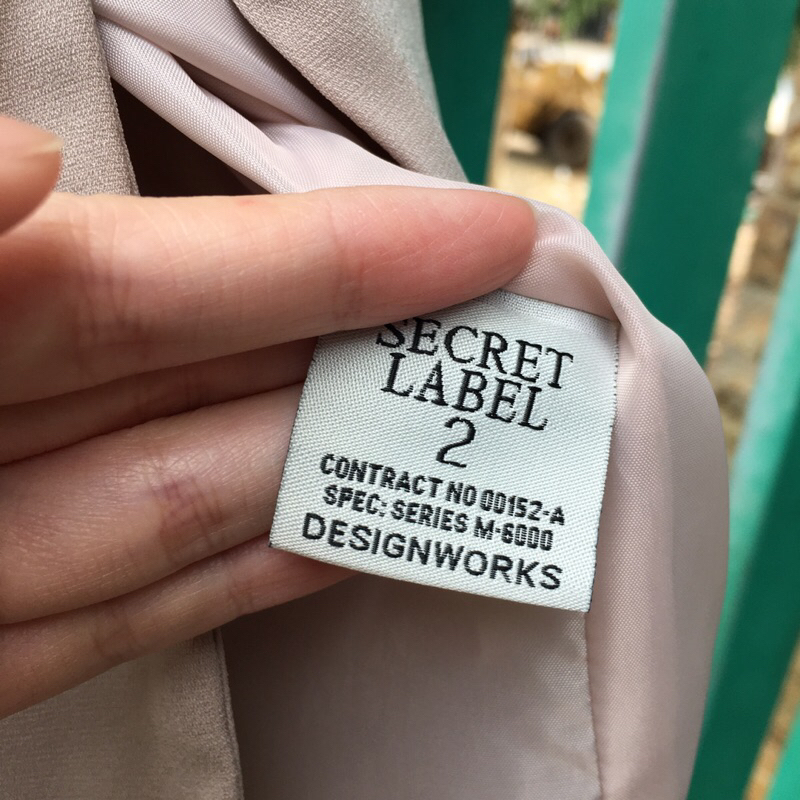 SECRET
LABEL
2
CONTRACT NO 00152-A
SPEC: SERIES M-6000
DESIGNWORKS